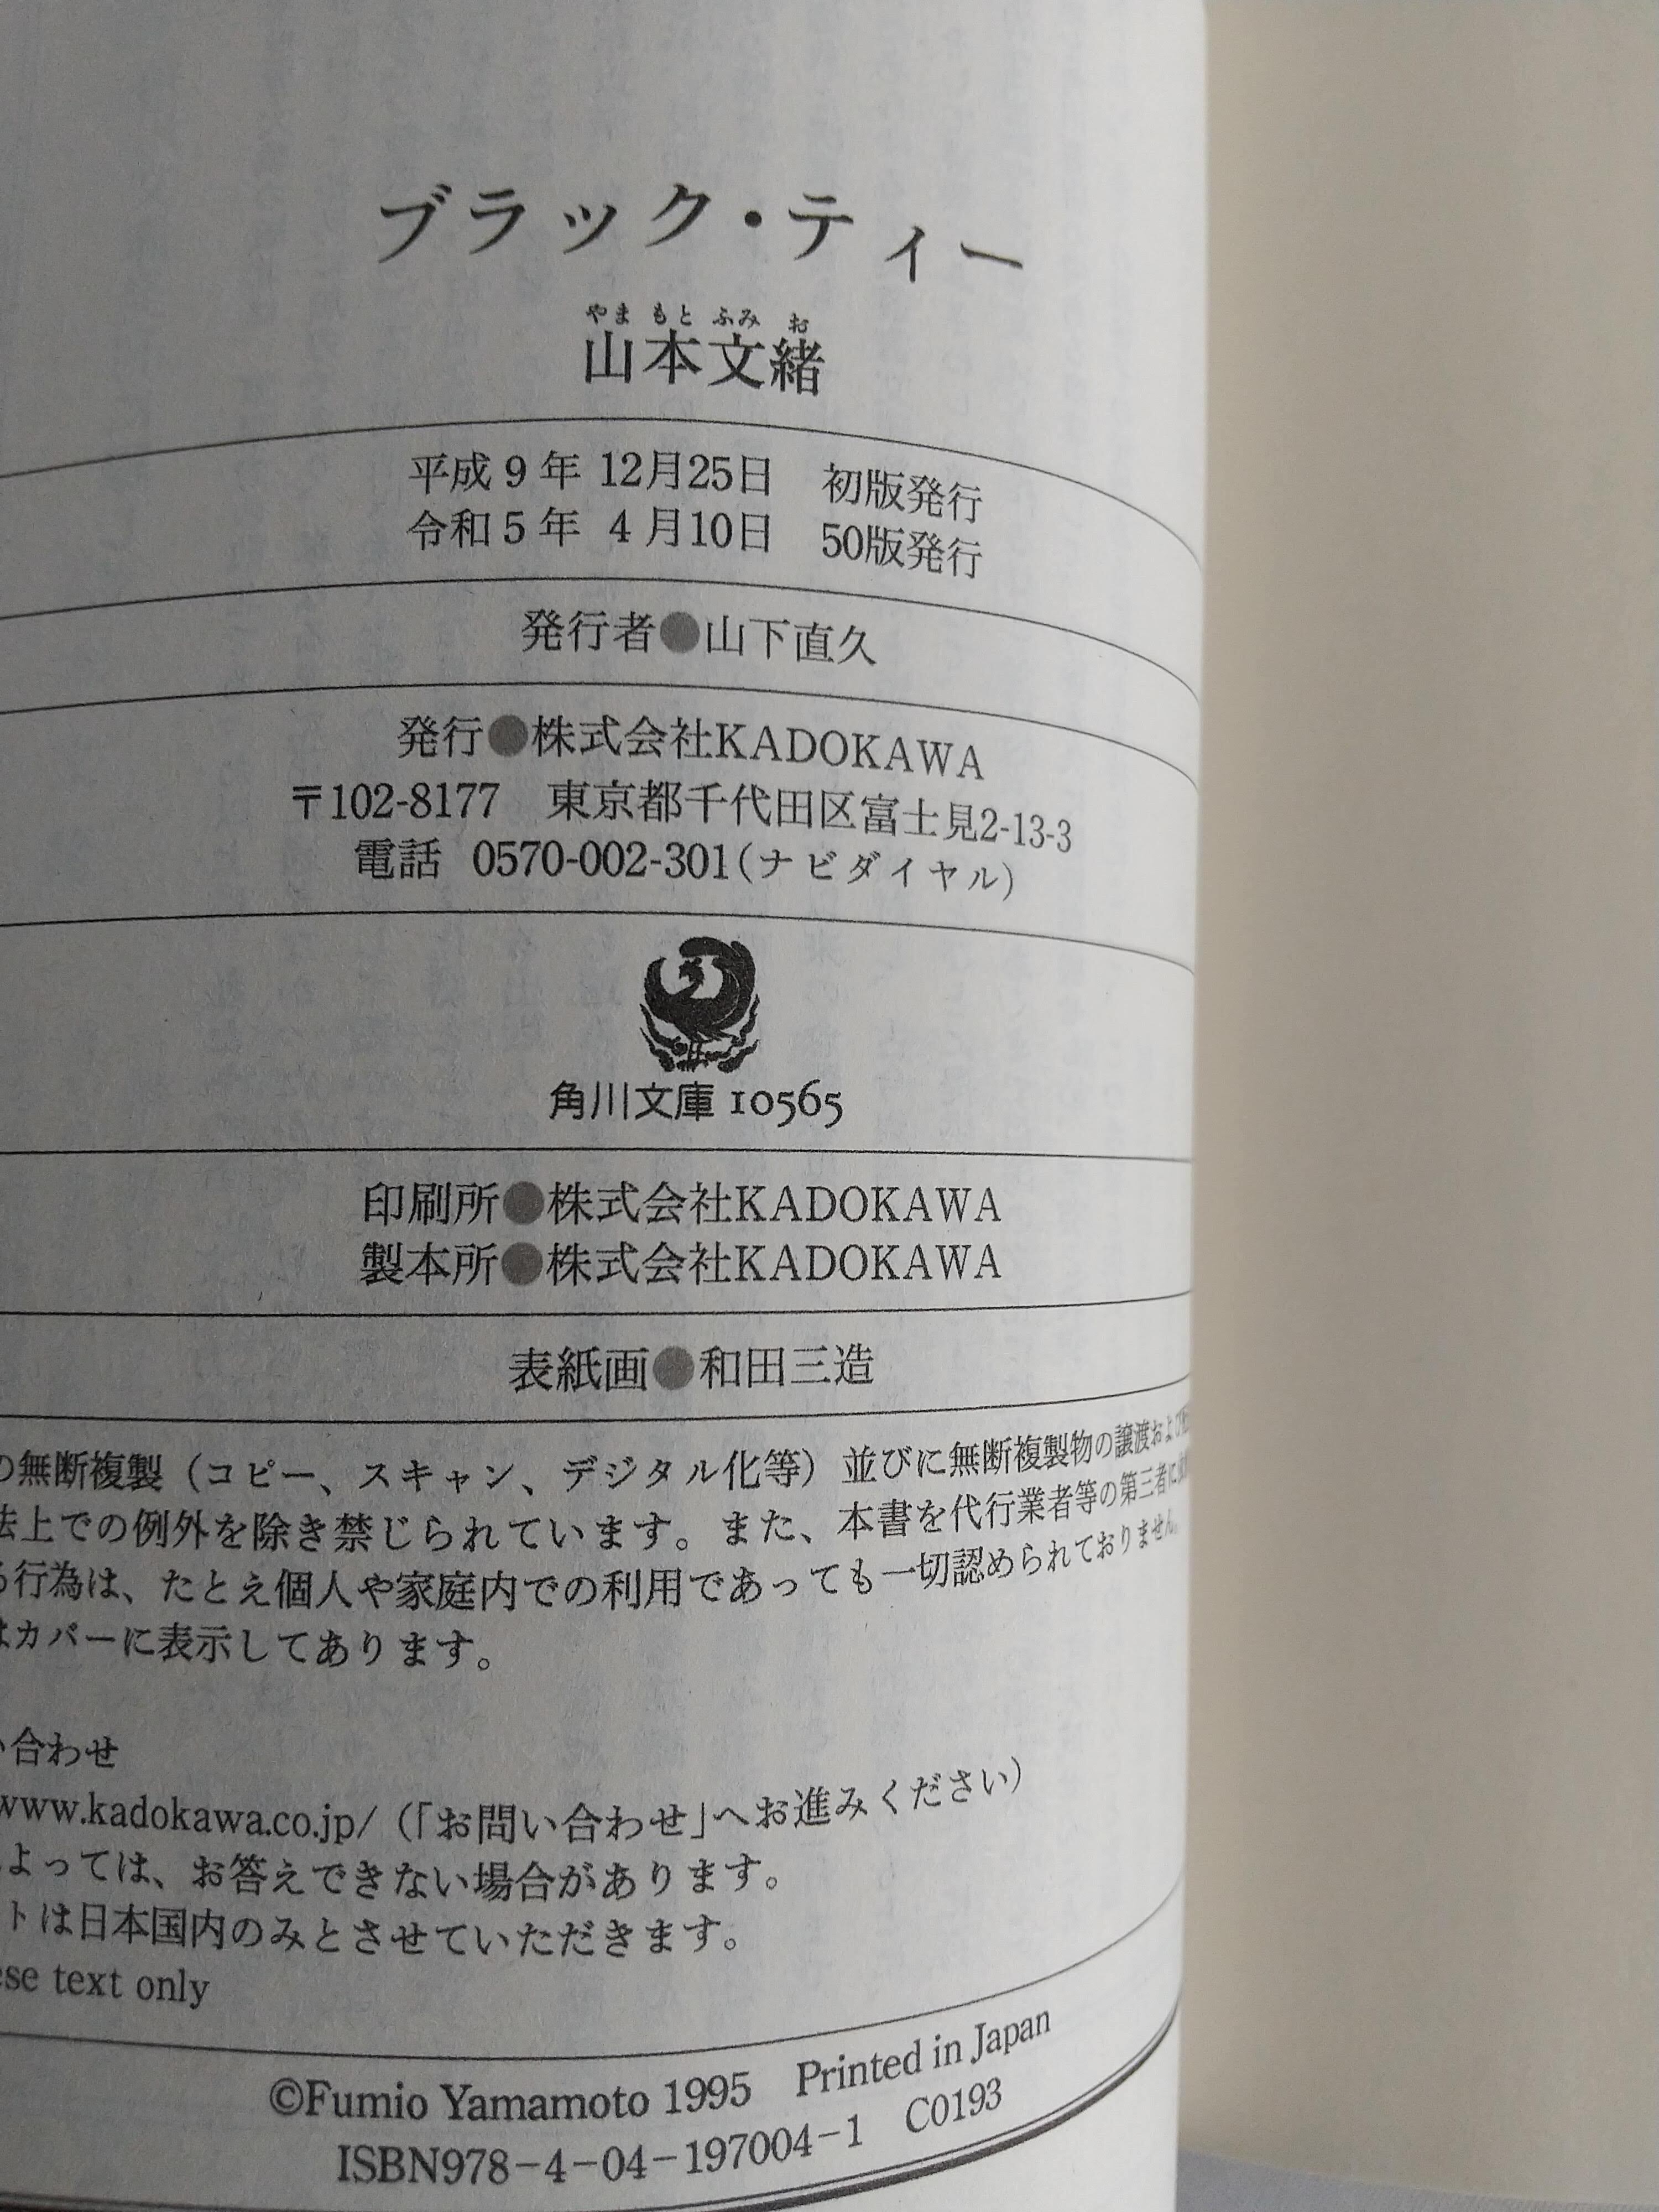 ブラック・ティー
やまもとふみお
山本文緒
平成9年 12月25日 初版発行
令和5年 4月10日 50版発行
発行者●山下直久
発行●株式会社KADOKAWA
〒102-8177 東京都千代田区富士見2-13-3
電話 0570-002-301(ナビダイヤル)
角川文庫 10565
印刷所●株式会社KADOKAWA
製本所●株式会社KADOKAWA
表紙画●和田三造
の無断複製（コピー、スキャン、デジタル化等）並びに無断複製物の譲渡および
法上での例外を除き禁じられています。また、本書を代行業者等の第三者に
る行為は、たとえ個人や家庭内での利用であっても一切認められておりません。
はカバーに表示してあります。
い合わせ
www.kadokawa.co.jp/（「お問い合わせ」へお進みください）
よっては、お答えできない場合があります。
トは日本国内のみとさせていただきます。
ese text only
©Fumio Yamamoto 1995 Printed in Japan
ISBN978-4-04-197004-1 C0193